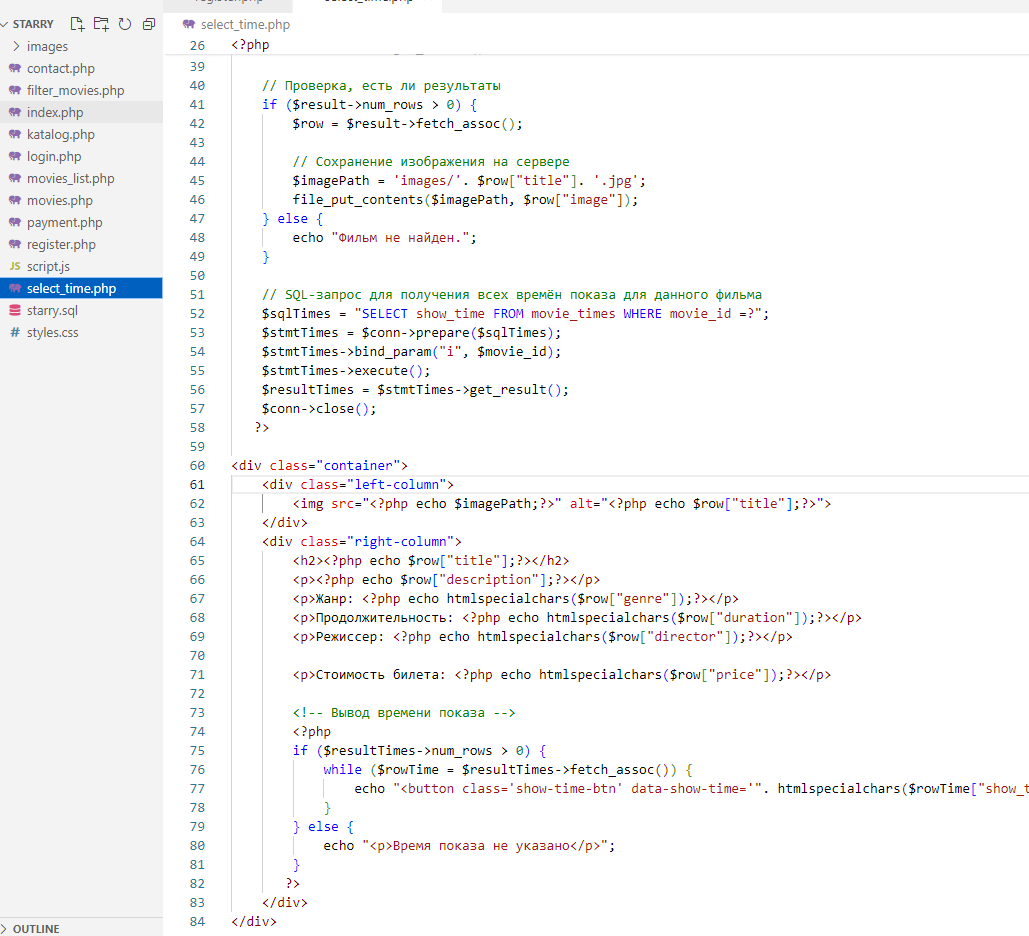 STARRY
images
contact.php
filter_movies.php
index.php
katalog.php
login.php
movies_list.php
movies.php
payment.php
register.php
JS script.js
select_time.php
starry.sql
# styles.css
OUTLINE
select_time.php
26 <?php
39
40 // Проверка, есть ли результаты
41 if ($result->num_rows > 0) {
42 $row = $result->fetch_assoc();
43
44 // Сохранение изображения на сервере
45 $imagePath = 'images/'. $row["title"]. '.jpg';
46 file_put_contents($imagePath, $row["image"]);
47 } else {
48 echo "Фильм не найден.";
49 }
50
51 // SQL-запрос для получения всех времён показа для данного фильма
52 $sqlTimes = "SELECT show_time FROM movie_times WHERE movie_id =?";
53 $stmtTimes = $conn->prepare($sqlTimes);
54 $stmtTimes->bind_param("i", $movie_id);
55 $stmtTimes->execute();
56 $resultTimes = $stmtTimes->get_result();
57 $conn->close();
58 ?>
59
60 <div class="container">
61 <div class="left-column">
62 <img src="<?php echo $imagePath;?>" alt="<?php echo $row["title"];?>">
63 </div>
64 <div class="right-column">
65 <h2><?php echo $row["title"];?></h2>
66 <p><?php echo $row["description"];?></p>
67 <p>Жанр: <?php echo htmlspecialchars($row["genre"]);?></p>
68 <p>Продолжительность: <?php echo htmlspecialchars($row["duration"]);?></p>
69 <p>Режиссер: <?php echo htmlspecialchars($row["director"]);?></p>
70
71 <p>Стоимость билета: <?php echo htmlspecialchars($row["price"]);?></p>
72
73 <!-- Вывод времени показа -->
74 <?php
75 if ($resultTimes->num_rows > 0) {
76 while ($rowTime = $resultTimes->fetch_assoc()) {
77 echo "<button class='show-time-btn' data-show-time='". htmlspecialchars($rowTime["show_t
78 }
79 } else {
80 echo "<p>Время показа не указано</p>";
81 }
82 ?>
83 </div>
84 </div>